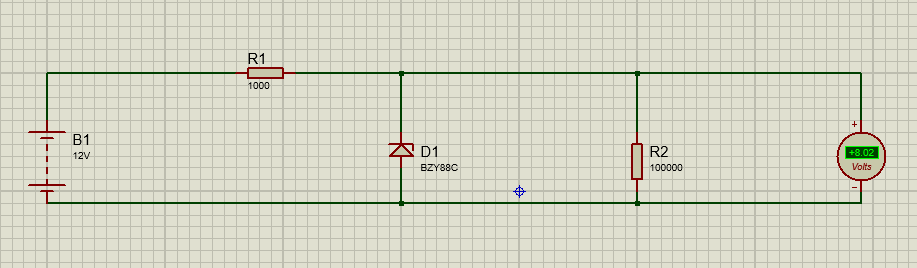 R1
1000
B1
12V
D1
BZY88C
R2
100000
+
+8.02
Volts
−